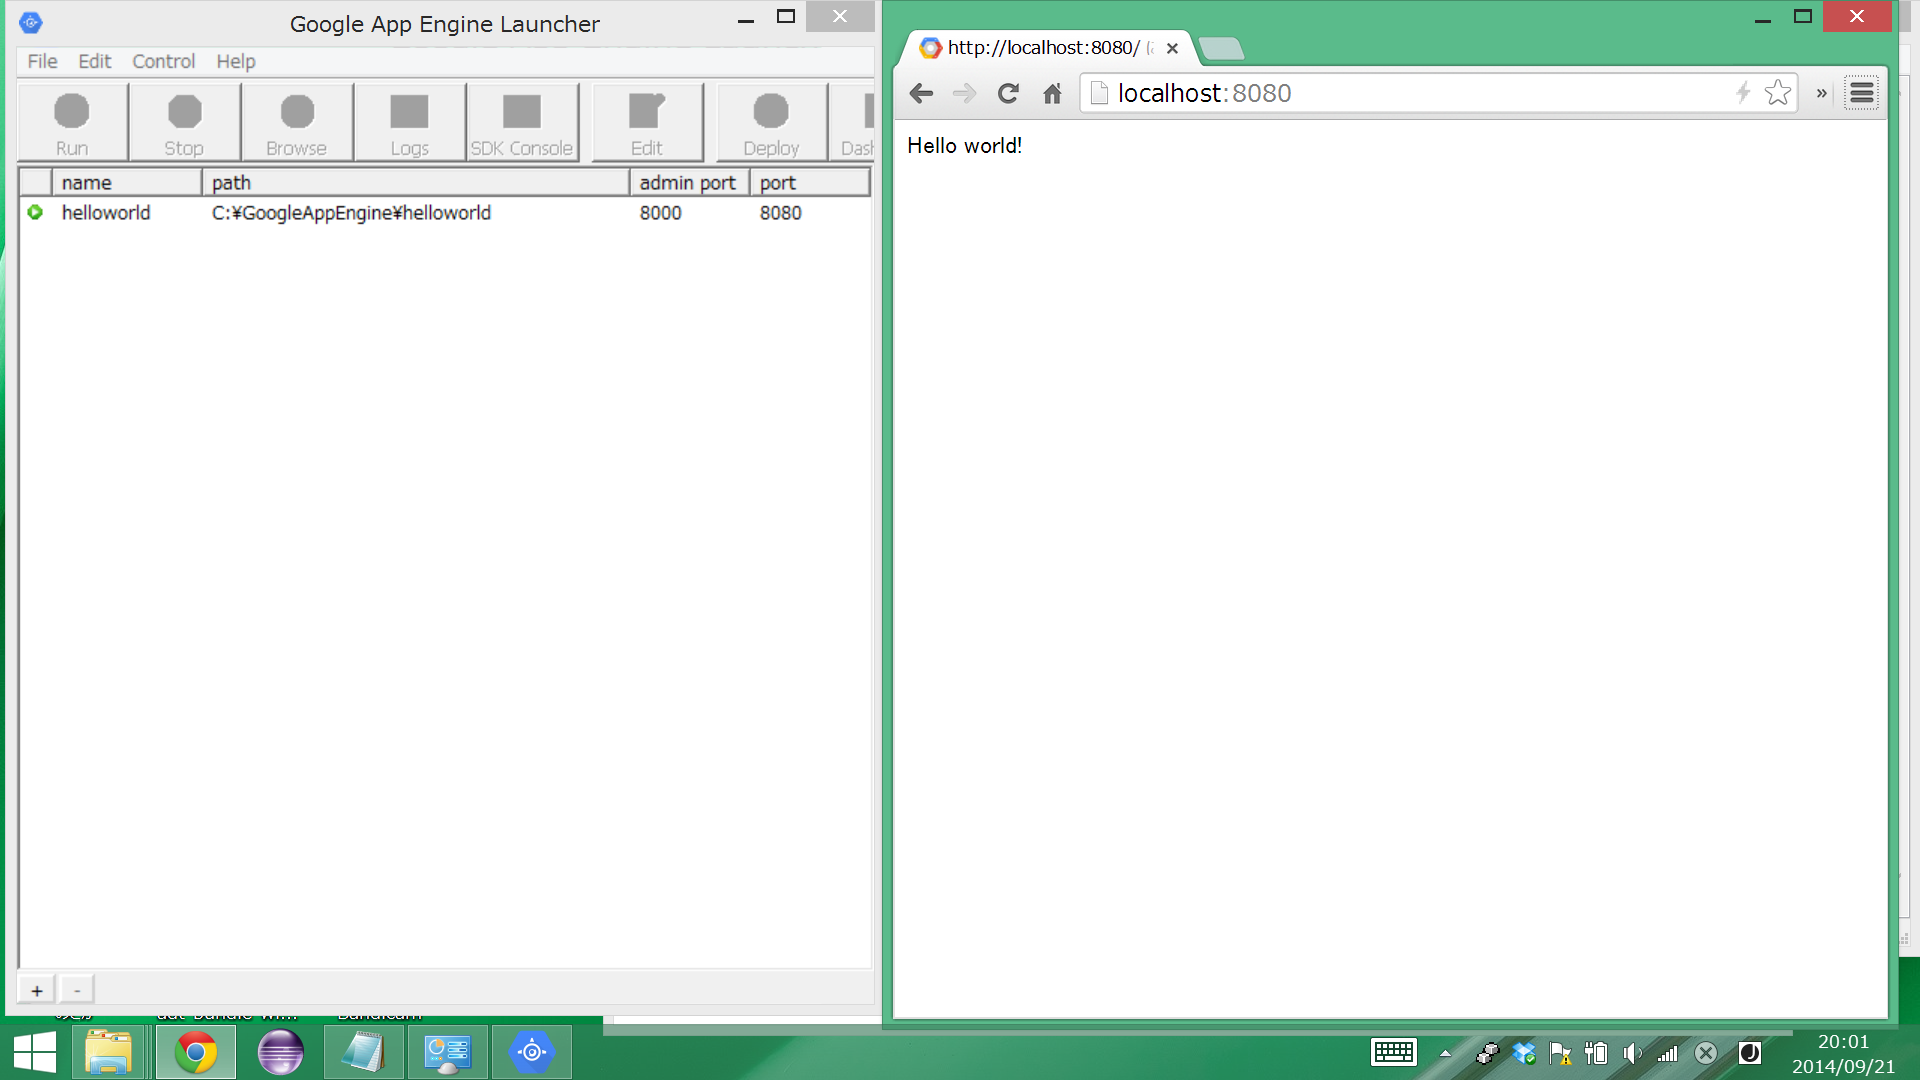 Google App Engine Launcher
File Edit Control Help
Run Stop Browse Logs SDK Console Edit Deploy
name path admin port port
helloworld C:¥GoogleAppEngine¥helloworld 8000 8080
+ -
http://localhost:8080/
localhost:8080
Hello world!
20:01
2014/09/21